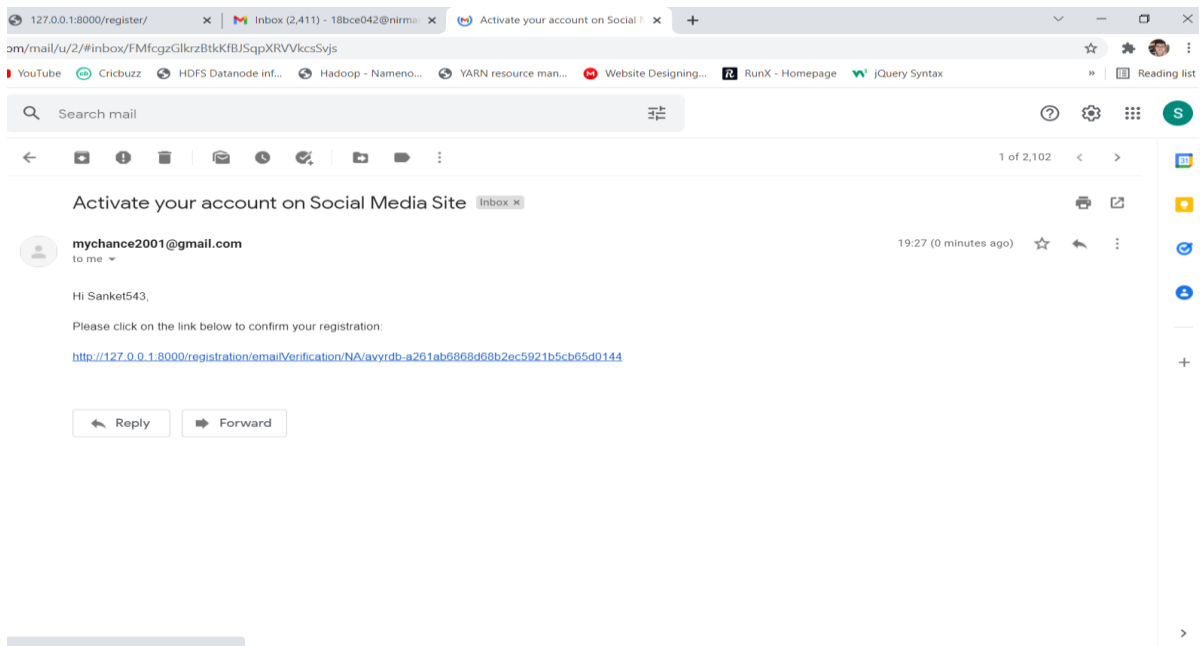 127.0.0.1:8000/register/
Inbox (2,411) - 18bce042@nirma
Activate your account on Social M
om/mail/u/2/#inbox/FMfcgzGlkrzBtkKfBJSqpXRVVkcsSvjs
YouTube Cricbuzz HDFS Datanode inf... Hadoop - Nameno... YARN resource man... Website Designing... RunX - Homepage jQuery Syntax » Reading list
Search mail
S
1 of 2,102
31
Activate your account on Social Media Site Inbox ×
mychance2001@gmail.com 19:27 (0 minutes ago)
to me
Hi Sanket543,
Please click on the link below to confirm your registration:
http://127.0.0.1:8000/registration/emailVerification/NA/avyrdb-a261ab6868d68b2ec5921b5cb65d0144
Reply Forward